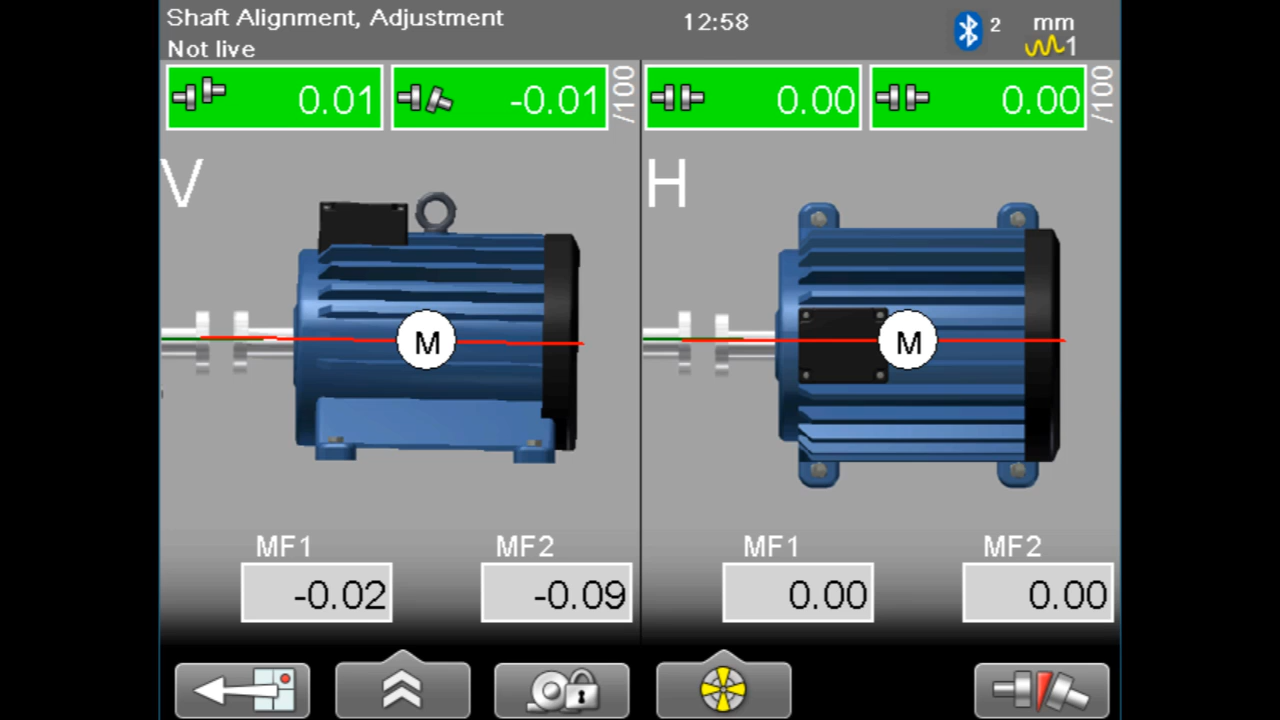 Shaft Alignment, Adjustment
Not live
12:58
2
mm
1
0.01
-0.01
/100
0.00
0.00
/100
V
H
M
M
MF1
MF2
MF1
MF2
-0.02
-0.09
0.00
0.00